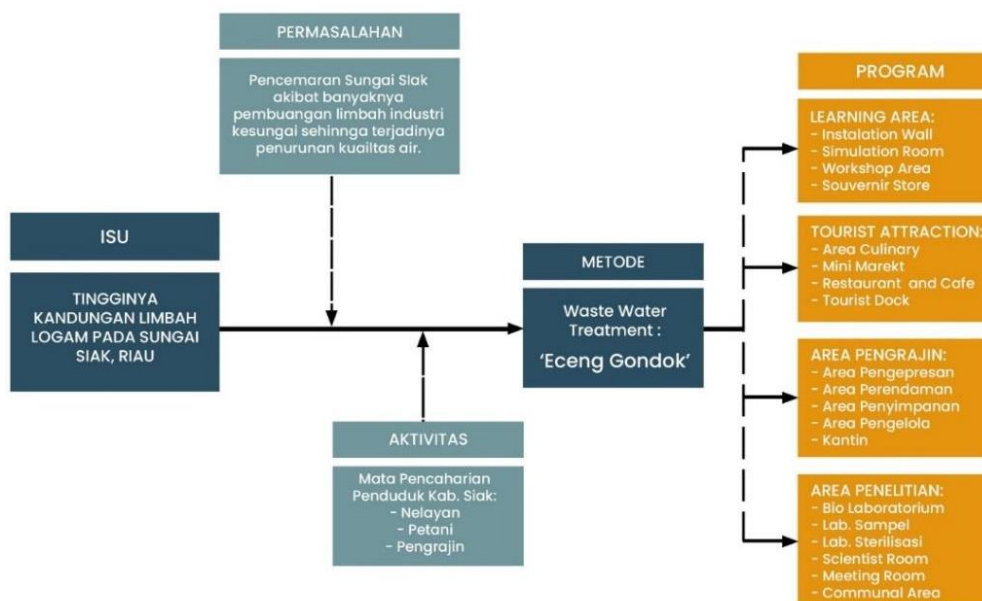 PERMASALAHAN
Pencemaran Sungai SIak
akibat banyaknya
pembuangan limbah industri
kesungai sehinnga terjadinya
penurunan kuailtas air.
ISU
TINGGINYA
KANDUNGAN LIMBAH
LOGAM PADA SUNGAI
SIAK, RIAU
AKTIVITAS
Mata Pencaharian
Penduduk Kab. Siak:
- Nelayan
- Petani
- Pengrajin
METODE
Waste Water
Treatment :
‘Eceng Gondok’
PROGRAM
LEARNING AREA:
- Instalation Wall
- Simulation Room
- Workshop Area
- Souvernir Store
TOURIST ATTRACTION:
- Area Culinary
- Mini Marekt
- Restaurant and Cafe
- Tourist Dock
AREA PENGRAJIN:
- Area Pengepresan
- Area Perendaman
- Area Penyimpanan
- Area Pengelola
- Kantin
AREA PENELITIAN:
- Bio Laboratorium
- Lab. Sampel
- Lab. Sterilisasi
- Scientist Room
- Meeting Room
- Communal Area